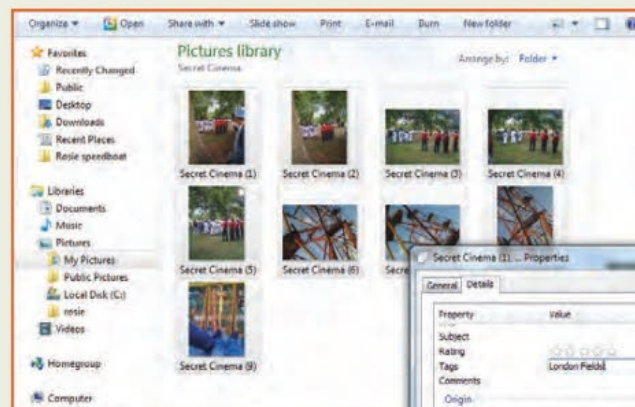 Organize Open Share with Slide show Print E-mail Burn New folder
Favorites
Recently Changed
Public
Desktop
Downloads
Recent Places
Rosie speedboat
Libraries
Documents
Music
Pictures
My Pictures
Public Pictures
Local Disk (C:)
rosie
Videos
Homegroup
Computer
Pictures library
Secret Cinema
Arrange by: Folder
Secret Cinema (1) Secret Cinema (2) Secret Cinema (3) Secret Cinema (4)
Secret Cinema (5) Secret Cinema (6) Secre
Secret Cinema (9)
Secret Cinema (1), ... Properties
General Details
Property Value
Subject
Rating
Tags London Fields
Comments
Origin